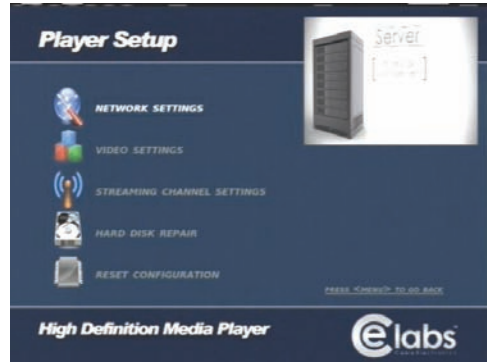 Player Setup
Server
NETWORK SETTINGS
VIDEO SETTINGS
STREAMING CHANNEL SETTINGS
HARD DISK REPAIR
RESET CONFIGURATION
PRESS <MENU> TO GO BACK
High Definition Media Player
elabs